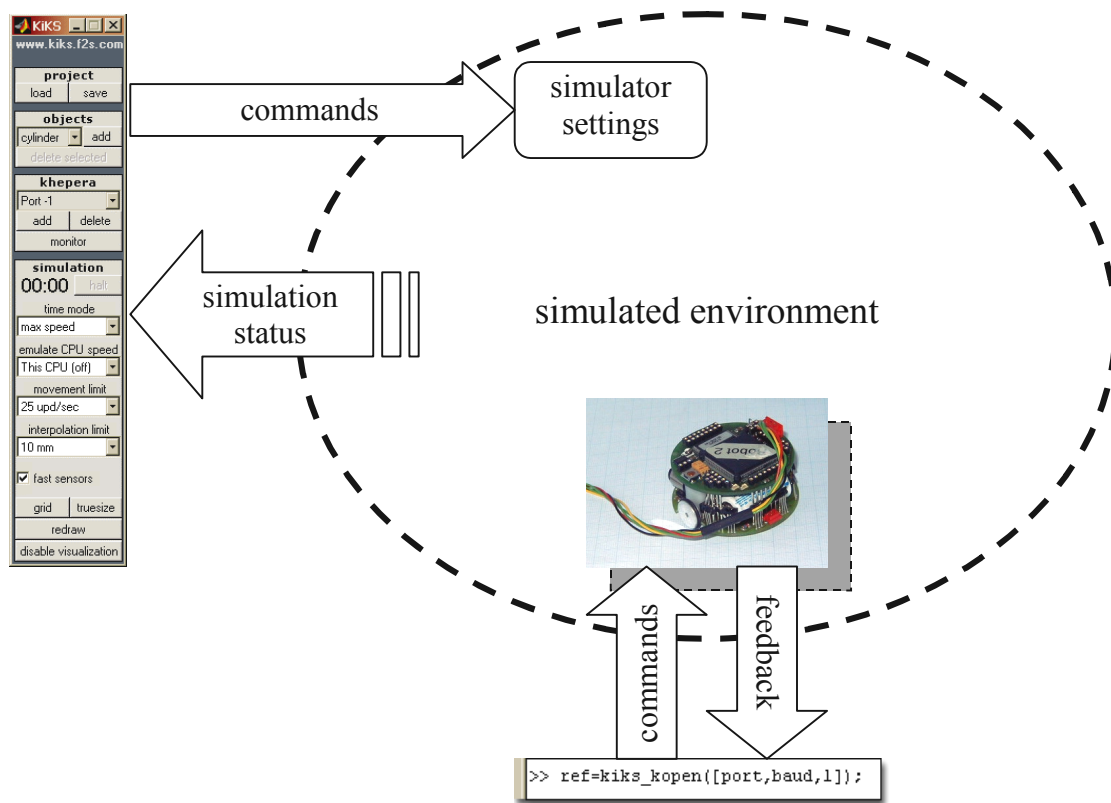 KiKS
www.kiks.f2s.com
project
load save
objects
cylinder add
delete selected
khepera
Port -1
add delete
monitor
simulation
00:00 halt
time mode
max speed
emulate CPU speed
This CPU (off)
movement limit
25 upd/sec
interpolation limit
10 mm
fast sensors
grid truesize
redraw
disable visualization
commands
simulator
settings
simulation
status
simulated environment
Robot 2
commands
feedback
>> ref=kiks_kopen([port,baud,1]);